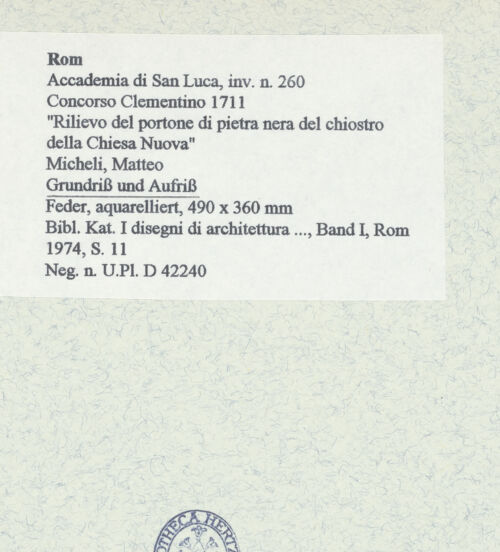 Rom
Accademia di San Luca, inv. n. 260
Concorso Clementino 1711
"Rilievo del portone di pietra nera del chiostro
della Chiesa Nuova"
Micheli, Matteo
Grundriß und Aufriß
Feder, aquarelliert, 490 x 360 mm
Bibl. Kat. I disegni di architettura ..., Band I, Rom
1974, S. 11
Neg. n. U.Pl. D 42240